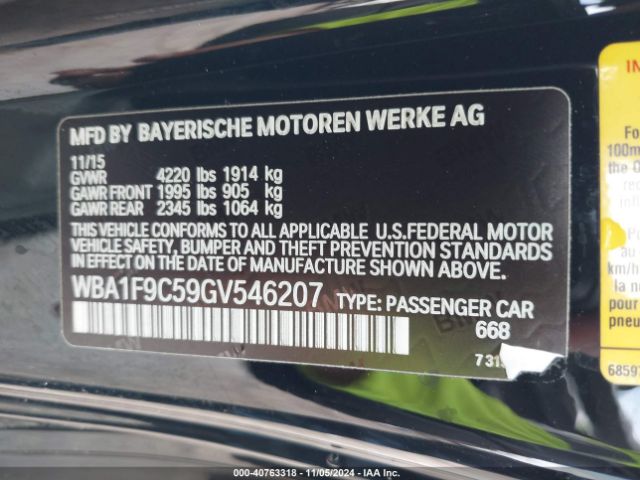 MFD BY BAYERISCHE MOTOREN WERKE AG
11/15
GVWR 4220 lbs 1914 kg
GAWR FRONT 1995 lbs 905 kg
GAWR REAR 2345 lbs 1064 kg
THIS VEHICLE CONFORMS TO ALL APPLICABLE U.S.FEDERAL MOTOR
VEHICLE SAFETY, BUMPER AND THEFT PREVENTION STANDARDS
IN EFFECT ON THE DATE OF MANUFACTURE SHOWN ABOVE.
WBA1F9C59GV546207 TYPE: PASSENGER CAR
668
00-40763318 - 11/05/2024 - IAA Inc.